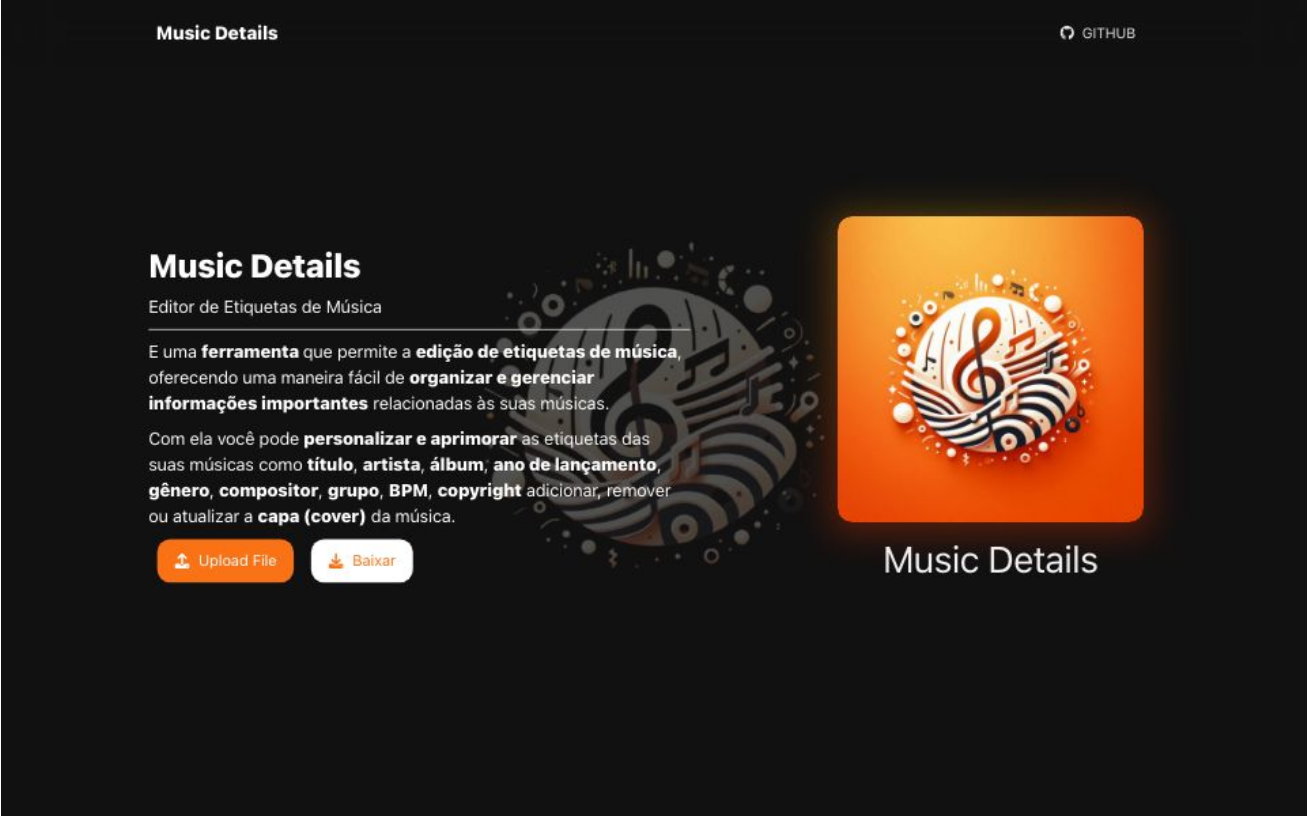 Music Details
GITHUB
Music Details
Editor de Etiquetas de Música
E uma ferramenta que permite a edição de etiquetas de música,
oferecendo uma maneira fácil de organizar e gerenciar
informações importantes relacionadas às suas músicas.
Com ela você pode personalizar e aprimorar as etiquetas das
suas músicas como título, artista, álbum, ano de lançamento,
gênero, compositor, grupo, BPM, copyright adicionar, remover
ou atualizar a capa (cover) da música.
Upload File
Baixar
Music Details